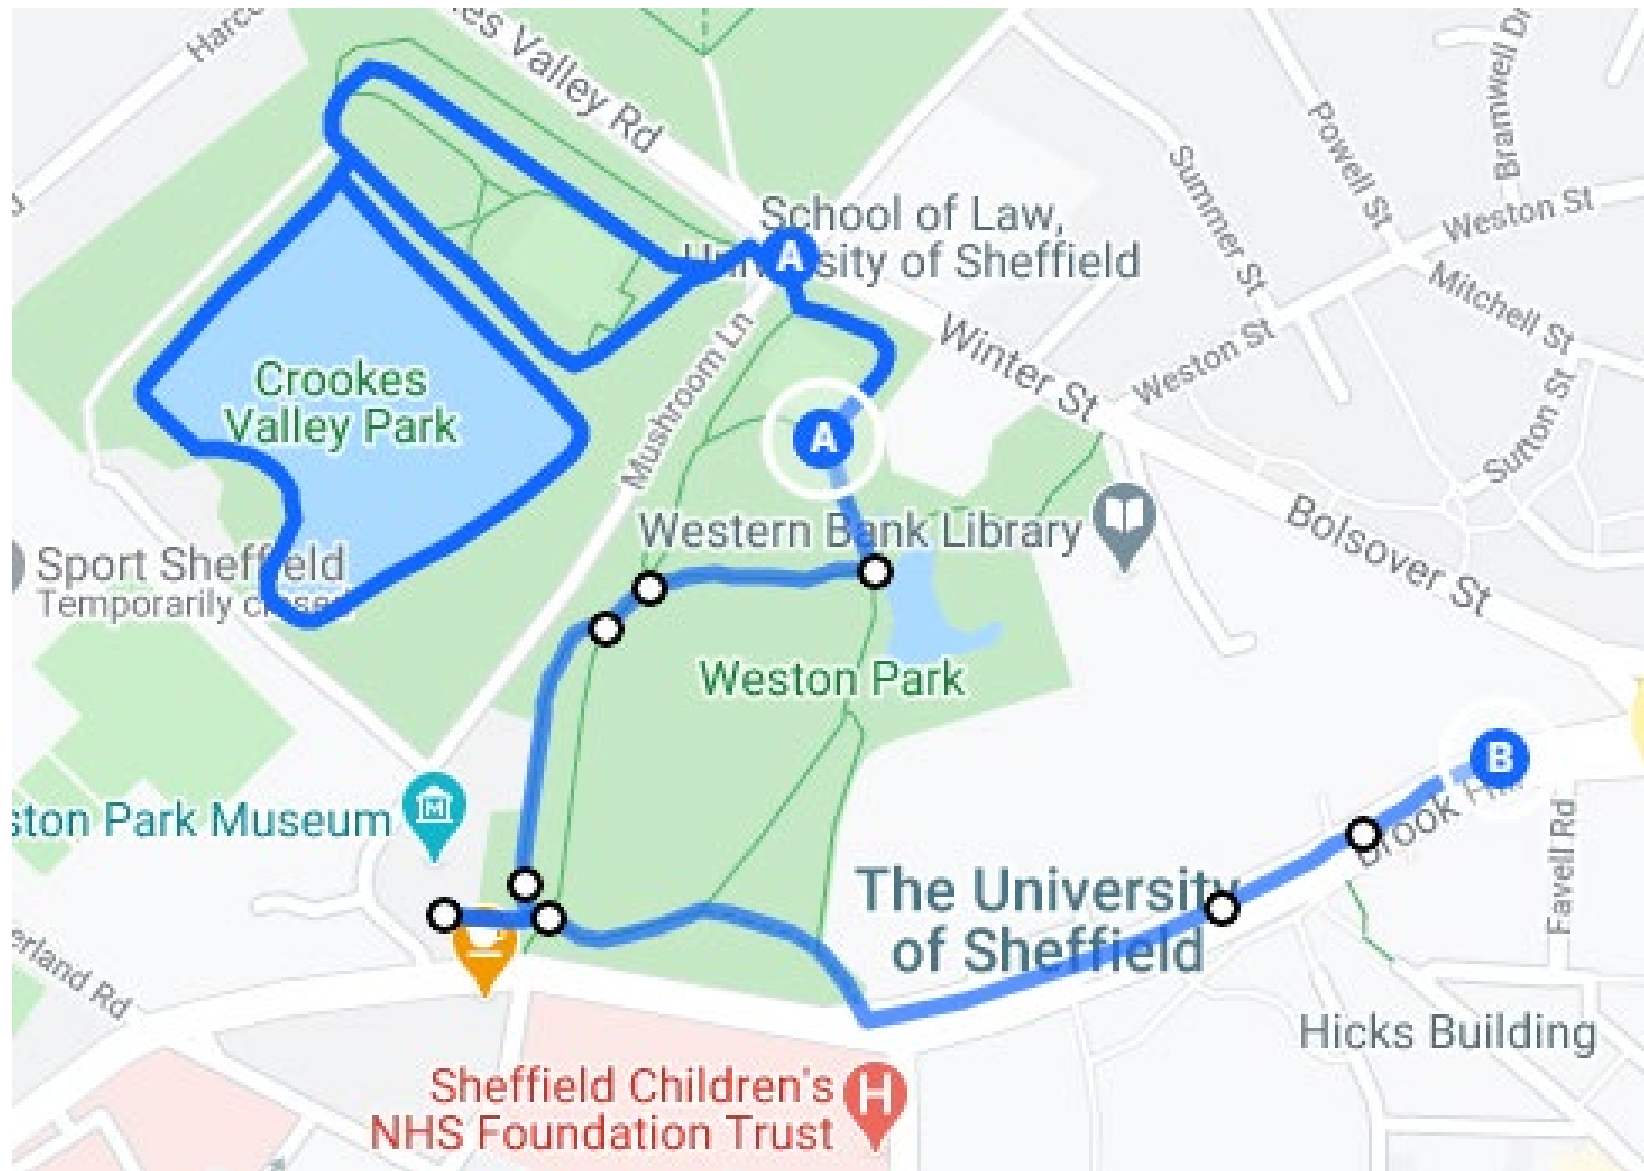 Harco
es Valley Rd
School of Law,
University of Sheffield
A
Crookes
Valley Park
Mushroom Ln
Winter St
Weston St
Summer St
Powell St
Bramwell Dr
Weston St
Mitchell St
Sutton St
Bolsover St
A
Western Bank Library
Sport Sheffield
Temporarily closed
Weston Park
ston Park Museum
M
B
Brook Hill
Favell Rd
The University
of Sheffield
erland Rd
Hicks Building
Sheffield Children's
NHS Foundation Trust
H